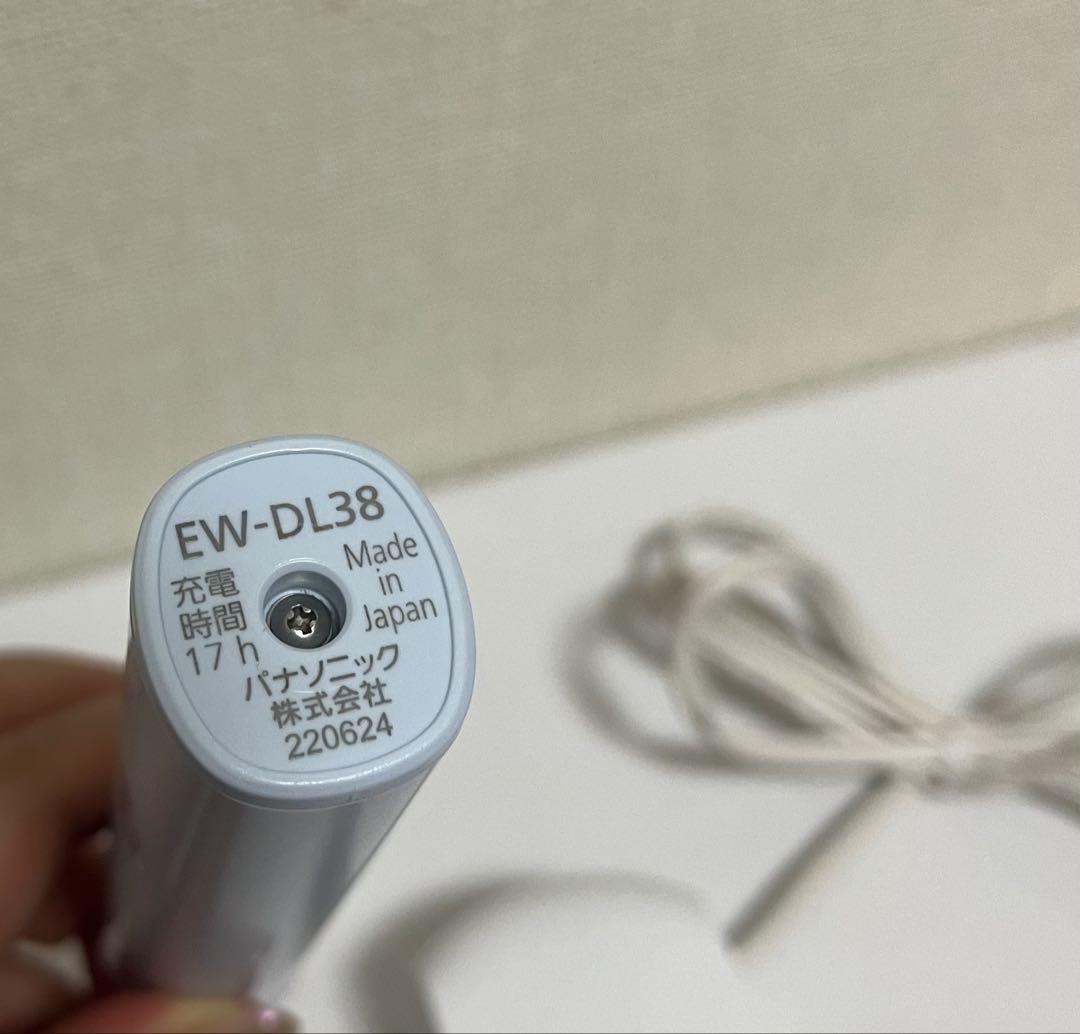 EW-DL38
充電
時間
17 h
Made
in
Japan
パナソニック
株式会社
220624